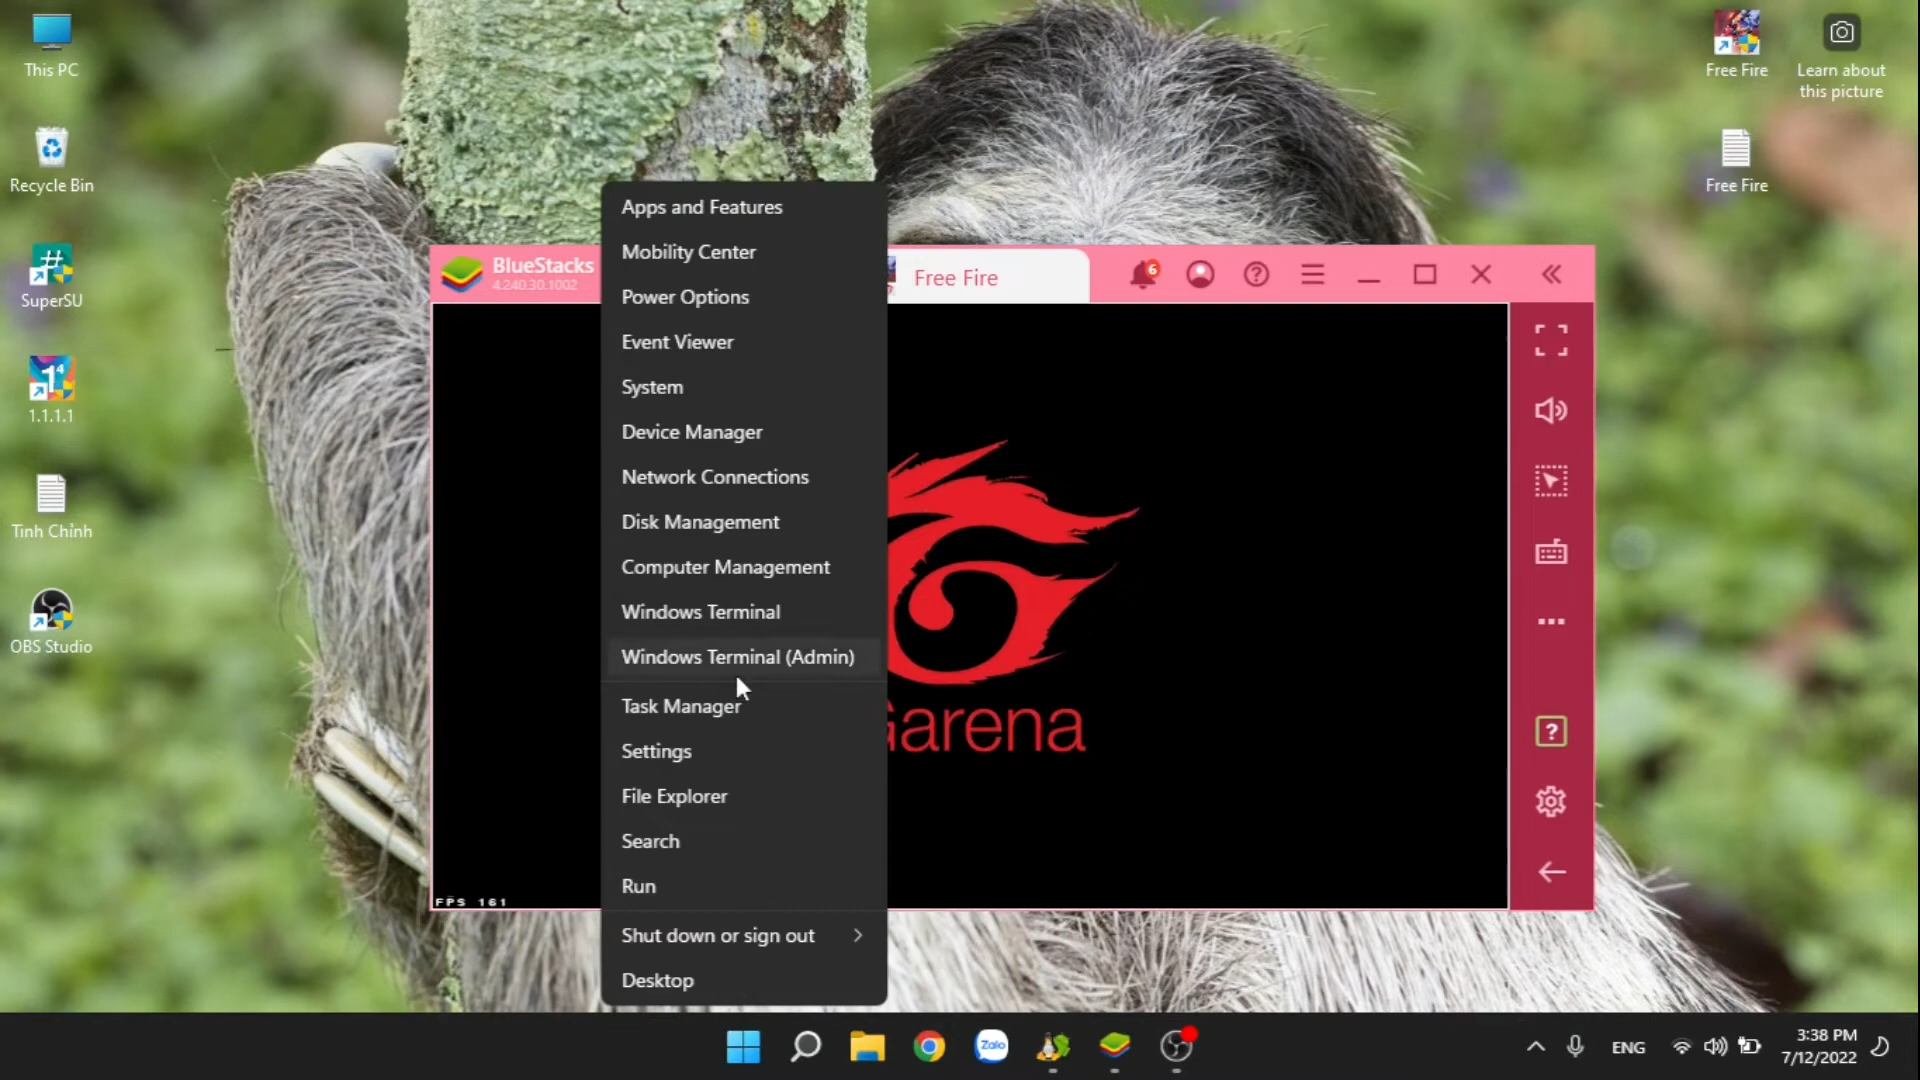 This PC
Recycle Bin
SuperSU
1.1.1.1
Tinh Chỉnh
OBS Studio
Free Fire
Learn about
this picture
Free Fire
BlueStacks
4.240.30.1002
Free Fire
6
Apps and Features
Mobility Center
Power Options
Event Viewer
System
Device Manager
Network Connections
Disk Management
Computer Management
Windows Terminal
Windows Terminal (Admin)
Task Manager
Settings
File Explorer
Search
Run
Shut down or sign out
Desktop
Garena
FPS 161
Zalo
ENG
3:38 PM
7/12/2022